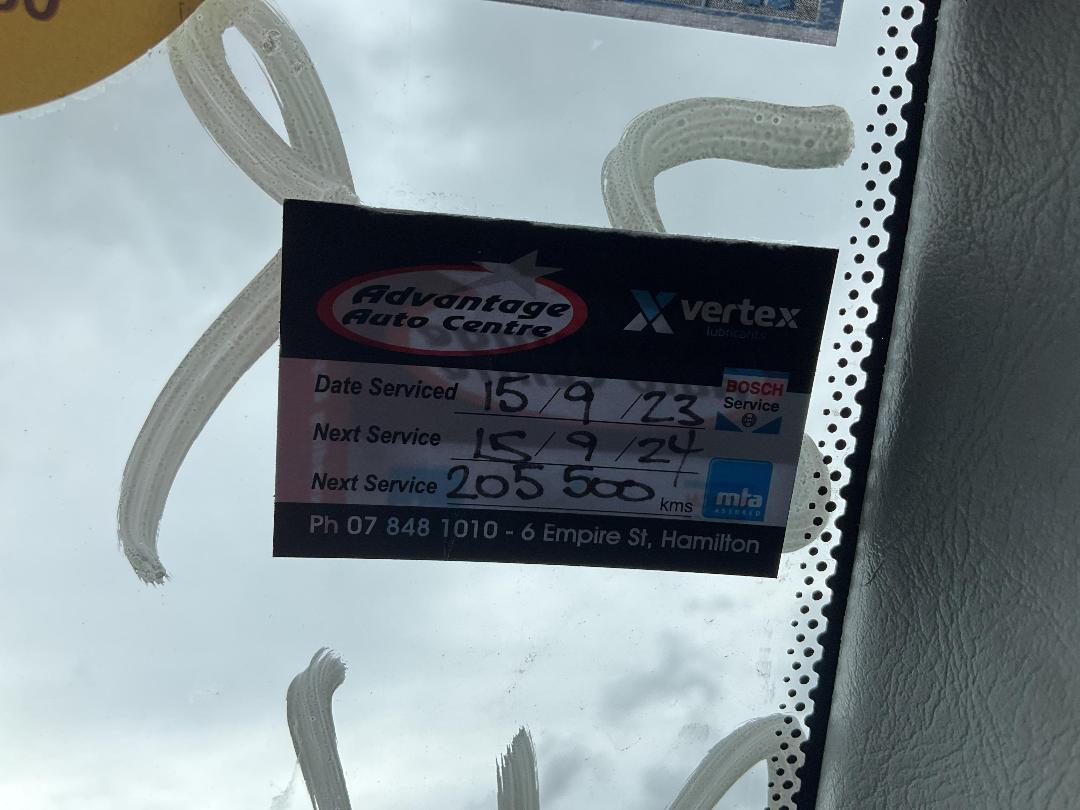 Advantage
Auto Centre
vertex
lubricants
Date Serviced 15/9/23
BOSCH
Service
Next Service 15/9/24
Next Service 205 500 kms
mta
ASSURED
Ph 07 848 1010 - 6 Empire St, Hamilton